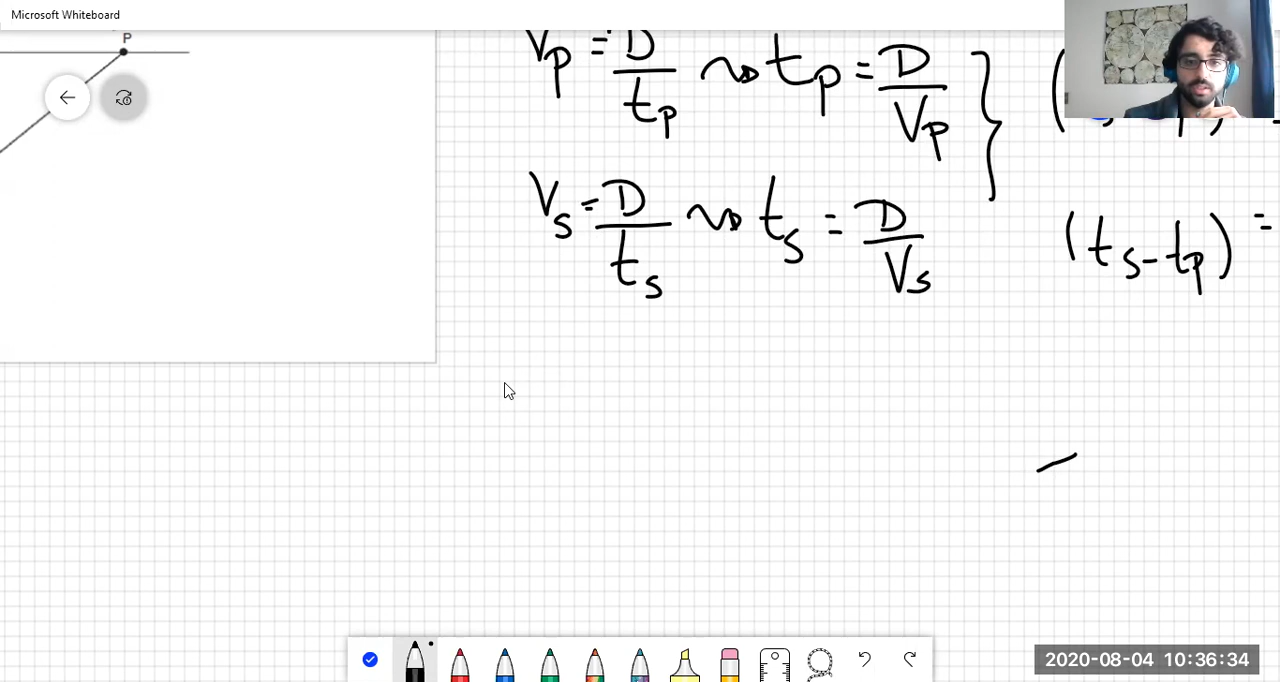 Microsoft Whiteboard
P
Vp = D/tp ⇝ tp = D/Vp }
Vs = D/ts ⇝ ts = D/Vs
(ts - tp) =
2020-08-04 10:36:34